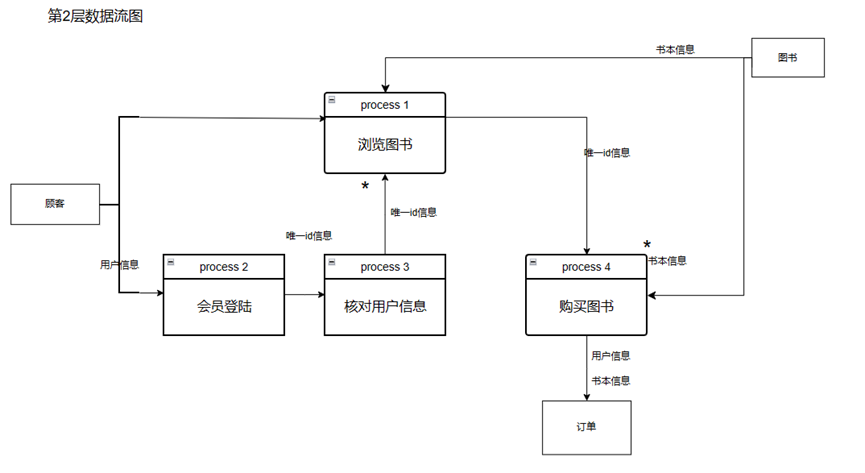 第2层数据流图
书本信息
图书
process 1
浏览图书
唯一id信息
*
唯一id信息
顾客
唯一id信息
*
用户信息
process 2
process 3
process 4
书本信息
会员登陆
核对用户信息
购买图书
用户信息
书本信息
订单